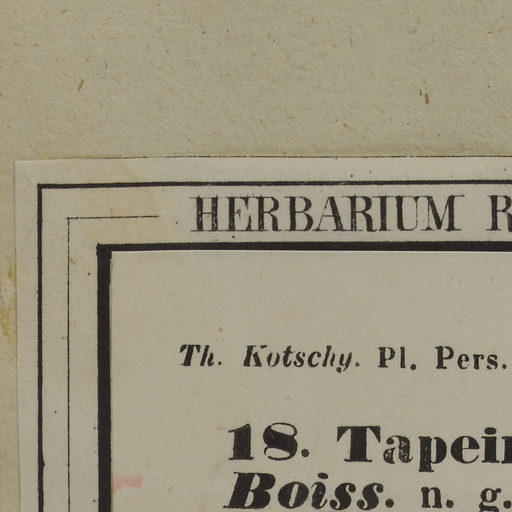 HERBARIUM R
Th. Kotschy. Pl. Pers.
18. Tapein
Boiss. n. g.